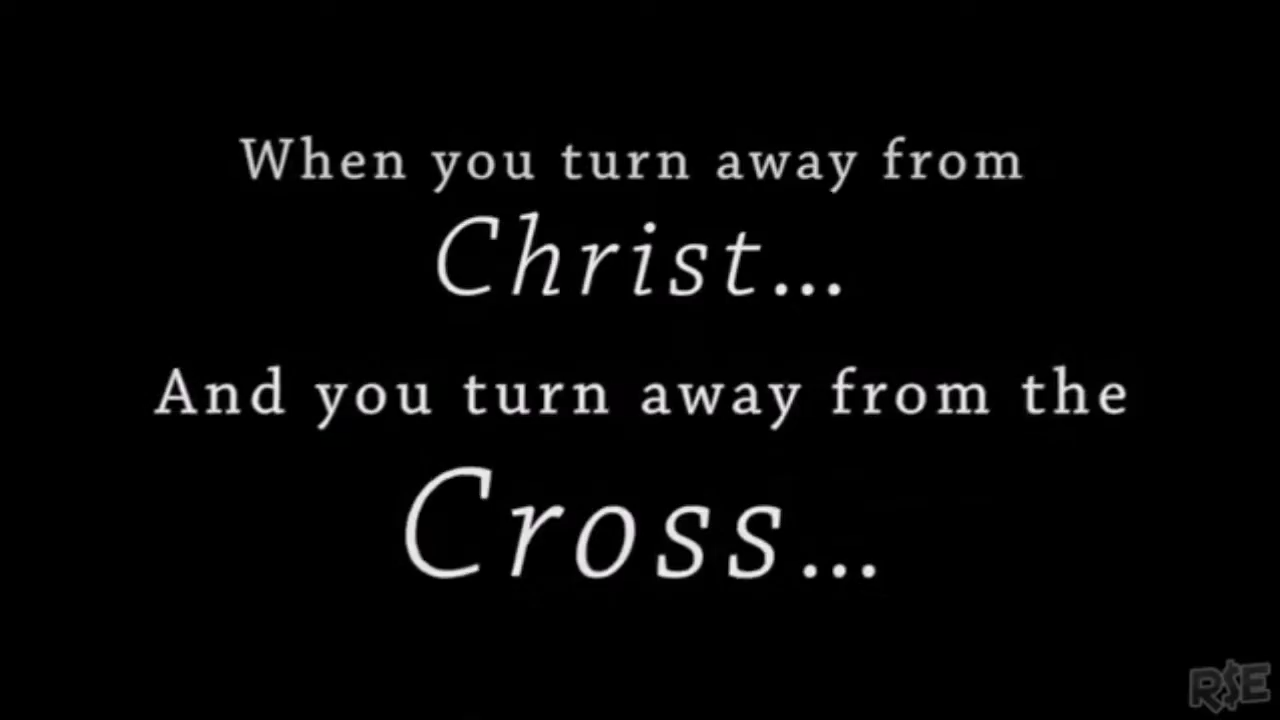 When you turn away from
Christ...
And you turn away from the
Cross...
R$E